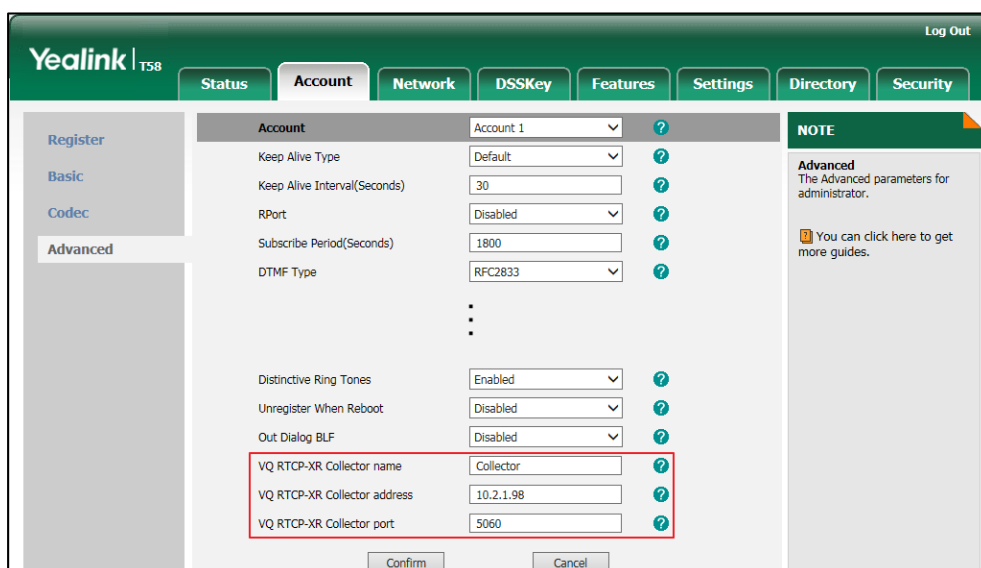 Log Out
Yealink | T58
Status Account Network DSSKey Features Settings Directory Security
Register
Basic
Codec
Advanced
Account Account 1 ?
Keep Alive Type Default ?
Keep Alive Interval(Seconds) 30 ?
RPort Disabled ?
Subscribe Period(Seconds) 1800 ?
DTMF Type RFC2833 ?
Distinctive Ring Tones Enabled ?
Unregister When Reboot Disabled ?
Out Dialog BLF Disabled ?
VQ RTCP-XR Collector name Collector ?
VQ RTCP-XR Collector address 10.2.1.98 ?
VQ RTCP-XR Collector port 5060 ?
Confirm Cancel
NOTE
Advanced
The Advanced parameters for
administrator.
? You can click here to get
more guides.